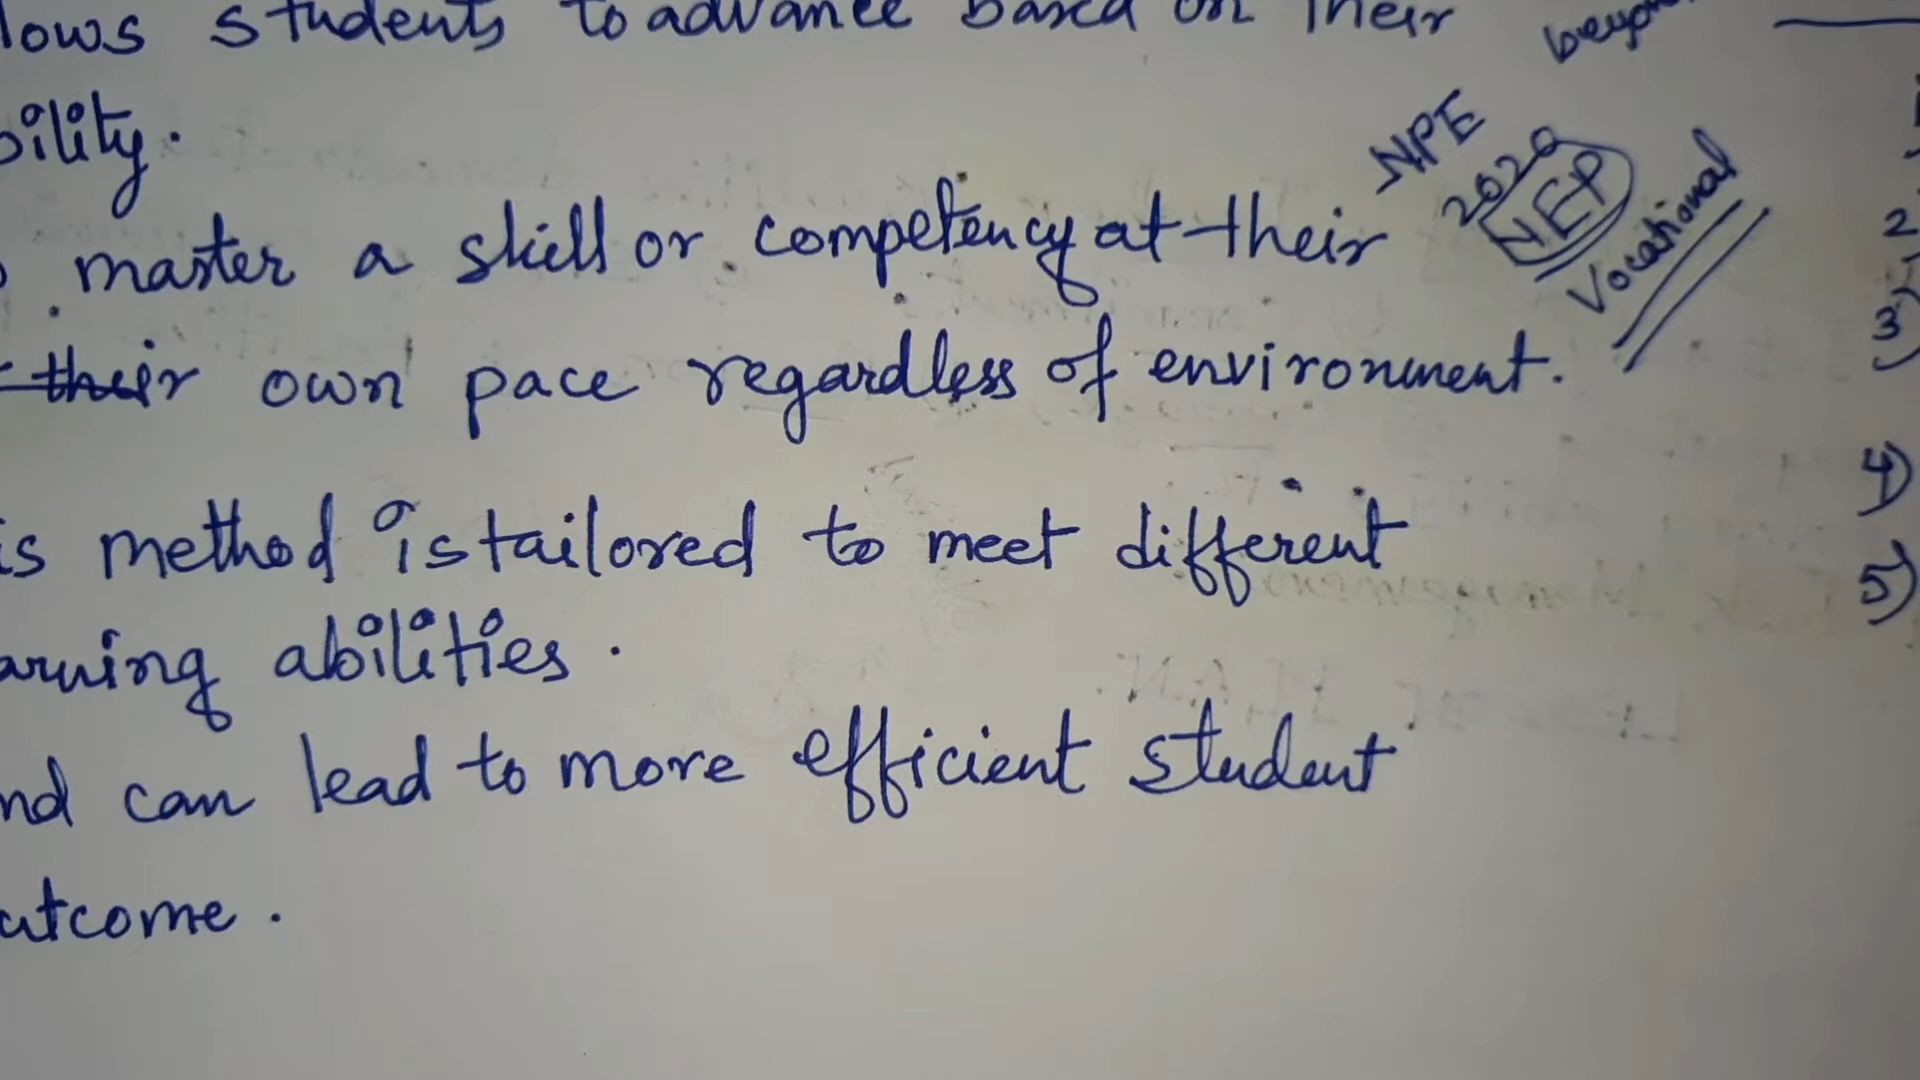 lows students to advance based on their
bility.
master a skill or competency at their
their own pace regardless of environment.
is method is tailored to meet different
arning abilities.
nd can lead to more efficient student
utcome.
NPE
2020
NEP
Vocational
2
3)
4)
5)